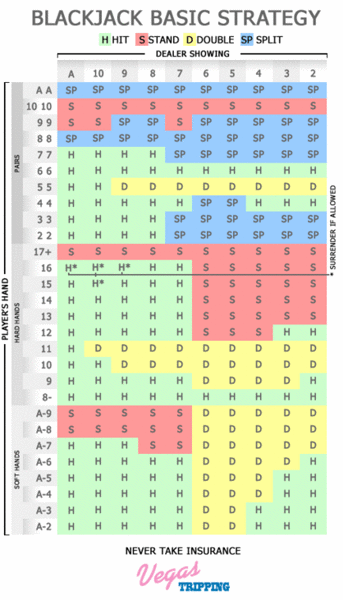 BLACKJACK BASIC STRATEGY
H HIT S STAND D DOUBLE SP SPLIT
DEALER SHOWING
A 10 9 8 7 6 5 4 3 2
PLAYER'S HAND
PAIRS
A A SP SP SP SP SP SP SP SP SP SP
10 10 S S S S S S S S S S
9 9 S S SP SP S SP SP SP SP SP
8 8 SP SP SP SP SP SP SP SP SP SP
7 7 H H H H SP SP SP SP SP SP
6 6 H H H H H H H H H H
5 5 H H D D D D D D D D
4 4 H H H H H SP SP H H H
3 3 H H H H SP SP SP SP SP SP
2 2 H H H H SP SP SP SP SP SP
HARD HANDS
17+ S S S S S S S S S S
16 H* H* H* H H S S S S S
15 H H* H H H S S S S S
14 H H H H H S S S S S
13 H H H H H S S S S S
12 H H H H H S S S H H
11 H D D D D D D D D D
10 H H D D D D D D D D
9 H H H H H D D D D H
8- H H H H H H H H H H
SOFT HANDS
A-9 S S S S S D D D D D
A-8 S S S S S D D D D D
A-7 H H H S S D D D D D
A-6 H H H H H D D D D H
A-5 H H H H H D D D H H
A-4 H H H H H D D D H H
A-3 H H H H H D D H H H
A-2 H H H H H D D H H H
* SURRENDER IF ALLOWED
NEVER TAKE INSURANCE
Vegas
TRIPPING